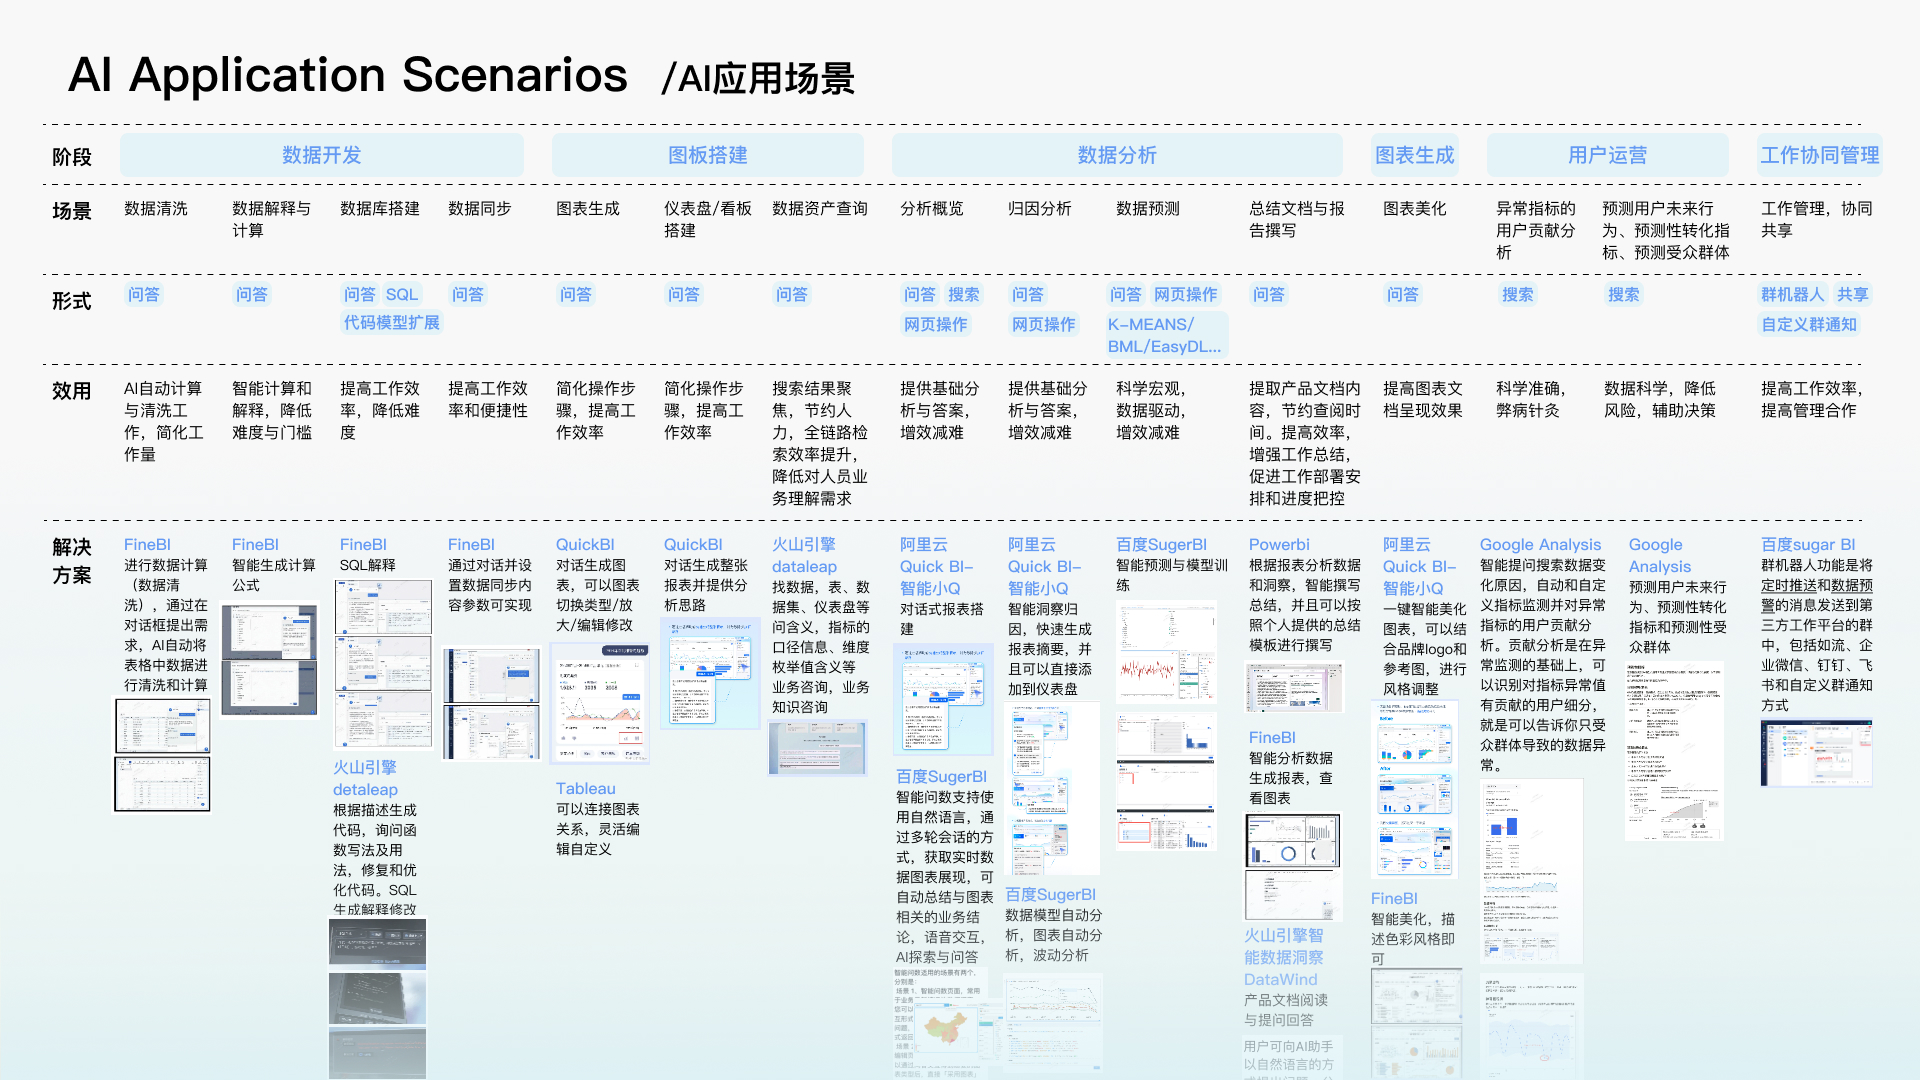 AI Application Scenarios /AI应用场景
阶段
数据开发
图板搭建
数据分析
图表生成
用户运营
工作协同管理
场景
数据清洗
数据解释与
计算
数据库搭建
数据同步
图表生成
仪表盘/看板
搭建
数据资产查询
分析概览
归因分析
数据预测
总结文档与报
告撰写
图表美化
异常指标的
用户贡献分
析
预测用户未来行
为、预测性转化指
标、预测受众群体
工作管理，协同
共享
形式
问答
问答
问答 SQL
代码模型扩展
问答
问答
问答
问答
问答 搜索
网页操作
问答
网页操作
问答 网页操作
K-MEANS/
BML/EasyDL...
问答
问答
搜索
搜索
群机器人 共享
自定义群通知
效用
AI自动计算
与清洗工
作，简化工
作量
智能计算和
解释，降低
难度与门槛
提高工作效
率，降低难
度
提高工作效
率和便捷性
简化操作步
骤，提高工
作效率
简化操作步
骤，提高工
作效率
搜索结果聚
焦，节约人
力，全链路检
索效率提升，
降低对人员业
务理解需求
提供基础分
析与答案，
增效减难
提供基础分
析与答案，
增效减难
科学宏观，
数据驱动，
增效减难
提取产品文档内
容，节约查阅时
间。提高效率，
增强工作总结，
促进工作部署安
排和进度把控
提高图表文
档呈现效果
科学准确，
弊病针灸
数据科学，降低
风险，辅助决策
提高工作效率，
提高管理合作
解决
方案
FineBI
进行数据计算
（数据清
洗），通过在
对话框提出需
求，AI自动将
表格中数据进
行清洗和计算
FineBI
智能生成计算
公式
FineBI
SQL解释
火山引擎
detaleap
根据描述生成
代码，询问函
数写法及用
法，修复和优
化代码。SQL
生成解释修改
FineBI
通过对话并设
置数据同步内
容参数可实现
QuickBI
对话生成图
表，可以图表
切换类型/放
大/编辑修改
Tableau
可以连接图表
关系，灵活编
辑自定义
QuickBI
对话生成整张
报表并提供分
析思路
火山引擎
dataleap
找数据，表、数
据集、仪表盘等
问含义，指标的
口径信息、维度
枚举值含义等
业务咨询，业务
知识咨询
阿里云
Quick BI-
智能小Q
对话式报表搭
建
百度SugerBI
智能问数支持使
用自然语言，通
过多轮会话的方
式，获取实时数
据图表展现，可
自动总结与图表
相关的业务结
论，语音交互，
AI探索与问答
智能问数适用的场景有两个，
分别是：
场景 1，智能问数页面，常用
阿里云
Quick BI-
智能小Q
智能洞察归
因，快速生成
报表摘要，并
且可以直接添
加到仪表盘
百度SugerBI
数据模型自动分
析，图表自动分
析，波动分析
百度SugerBI
智能预测与模型训
练
Powerbi
根据报表分析数据
和洞察，智能撰写
总结，并且可以按
照个人提供的总结
模板进行撰写
FineBI
智能分析数据
生成报表，查
看图表
火山引擎智
能数据洞察
DataWind
产品文档阅读
与提问回答
用户可向AI助手
以自然语言的方
阿里云
Quick BI-
智能小Q
一键智能美化
图表，可以结
合品牌logo和
参考图，进行
风格调整
FineBI
智能美化，描
述色彩风格即
可
Google Analysis
智能提问搜索数据变
化原因，自动和自定
义指标监测并对异常
指标的用户贡献分
析。贡献分析是在异
常监测的基础上，可
以识别对指标异常值
有贡献的用户细分，
就是可以告诉你只受
众群体导致的数据异
常。
Google
Analysis
预测用户未来行
为、预测性转化
指标和预测性受
众群体
百度sugar BI
群机器人功能是将
定时推送和数据预
警的消息发送到第
三方工作平台的群
中，包括如流、企
业微信、钉钉、飞
书和自定义群通知
方式